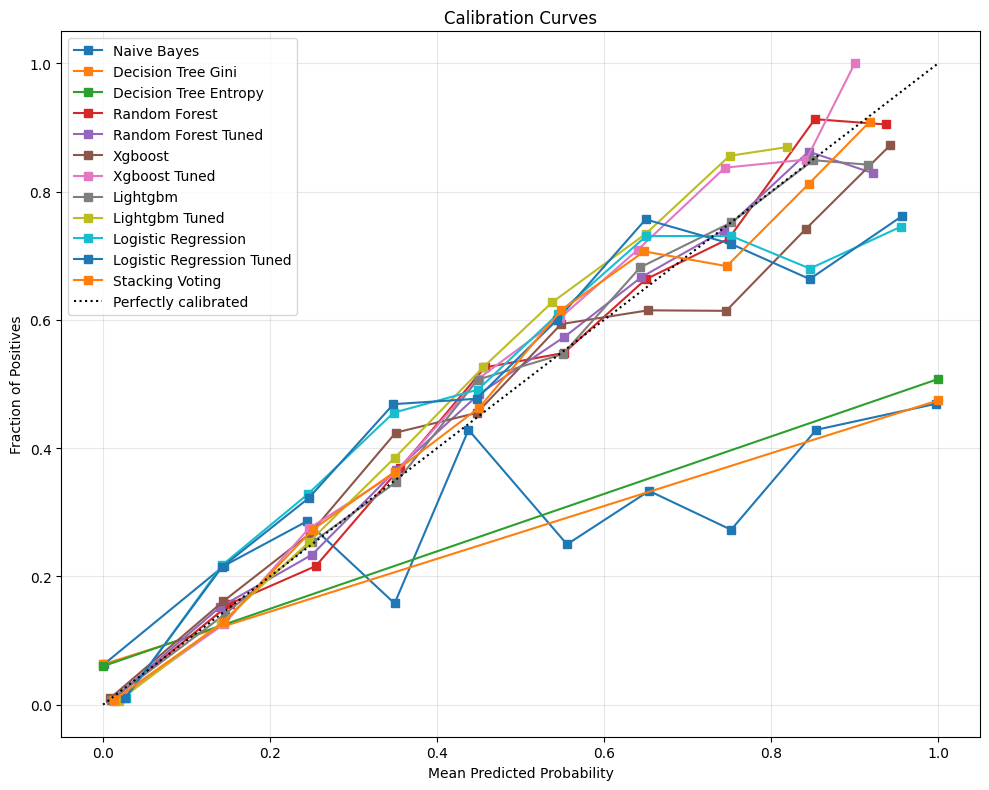 Calibration Curves
Naive Bayes
Decision Tree Gini
Decision Tree Entropy
Random Forest
Random Forest Tuned
Xgboost
Xgboost Tuned
Lightgbm
Lightgbm Tuned
Logistic Regression
Logistic Regression Tuned
Stacking Voting
Perfectly calibrated
Fraction of Positives
1.0
0.8
0.6
0.4
0.2
0.0
0.0 0.2 0.4 0.6 0.8 1.0
Mean Predicted Probability